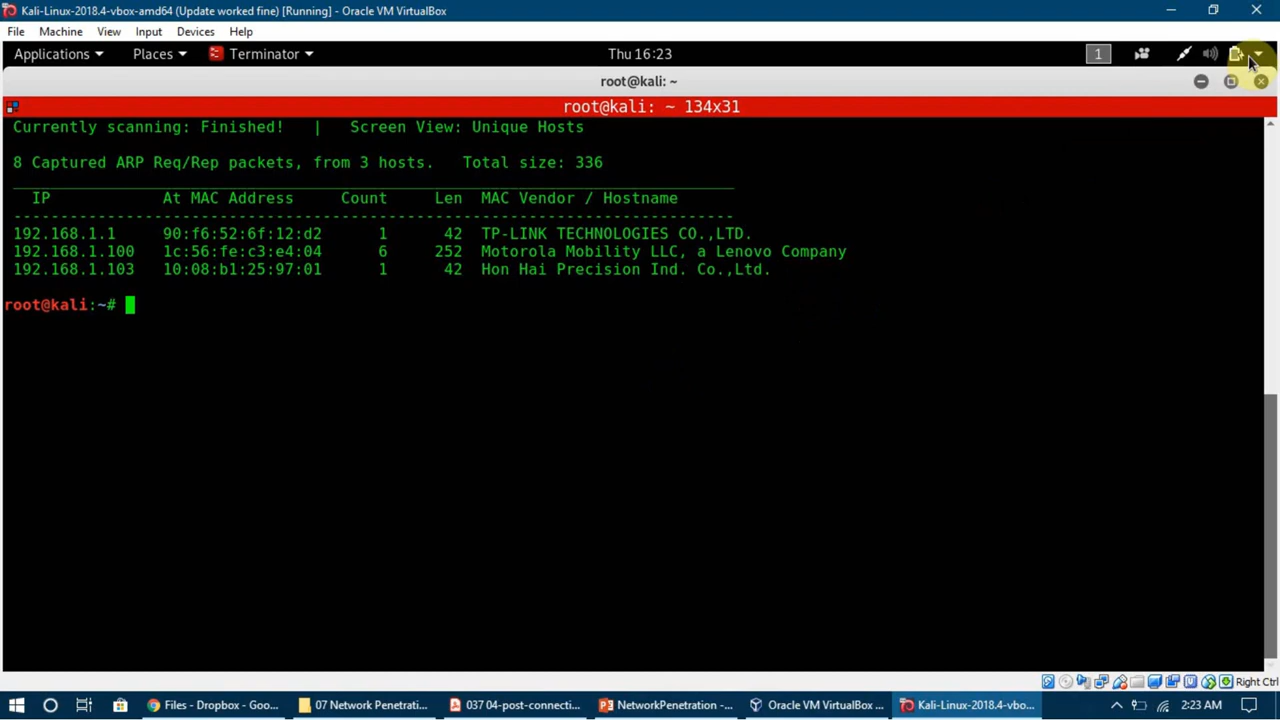 Kali-Linux-2018.4-vbox-amd64 (Update worked fine) [Running] - Oracle VM VirtualBox
File Machine View Input Devices Help
Applications Places Terminator Thu 16:23 1
root@kali: ~
root@kali: ~ 134x31
Currently scanning: Finished! | Screen View: Unique Hosts
8 Captured ARP Req/Rep packets, from 3 hosts. Total size: 336
_____________________________________________________________________________
IP At MAC Address Count Len MAC Vendor / Hostname
-----------------------------------------------------------------------------
192.168.1.1 90:f6:52:6f:12:d2 1 42 TP-LINK TECHNOLOGIES CO.,LTD.
192.168.1.100 1c:56:fe:c3:e4:04 6 252 Motorola Mobility LLC, a Lenovo Company
192.168.1.103 10:08:b1:25:97:01 1 42 Hon Hai Precision Ind. Co.,Ltd.
root@kali:~#
Right Ctrl
Files - Dropbox - Goo... 07 Network Penetrati... 037 04-post-connecti... NetworkPenetration -... Oracle VM VirtualBox ... Kali-Linux-2018.4-vbo... 2:23 AM